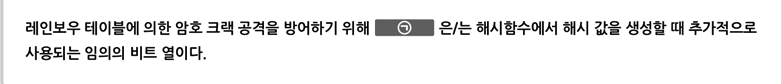 레인보우 테이블에 의한 암호 크랙 공격을 방어하기 위해 ㉠ 은/는 해시함수에서 해시 값을 생성할 때 추가적으로
사용되는 임의의 비트 열이다.